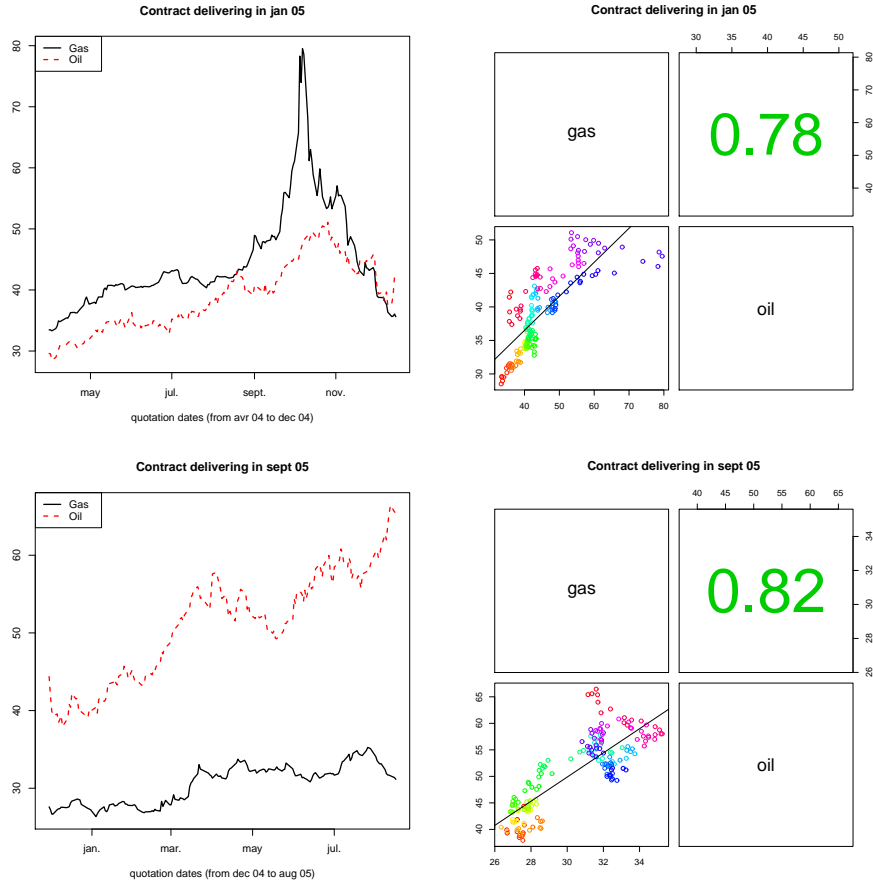 Contract delivering in jan 05
Gas
Oil
80
70
60
50
40
30
may
jul.
sept.
nov.
quotation dates (from avr 04 to dec 04)
Contract delivering in jan 05
30 35 40 45 50
gas
0.78
80
70
60
50
40
50
45
40
35
30
oil
40 50 60 70 80
Contract delivering in sept 05
Gas
Oil
60
50
40
30
jan.
mar.
may
jul.
quotation dates (from dec 04 to aug 05)
Contract delivering in sept 05
40 45 50 55 60 65
gas
0.82
34
32
30
28
26
65
60
55
50
45
40
oil
26 28 30 32 34